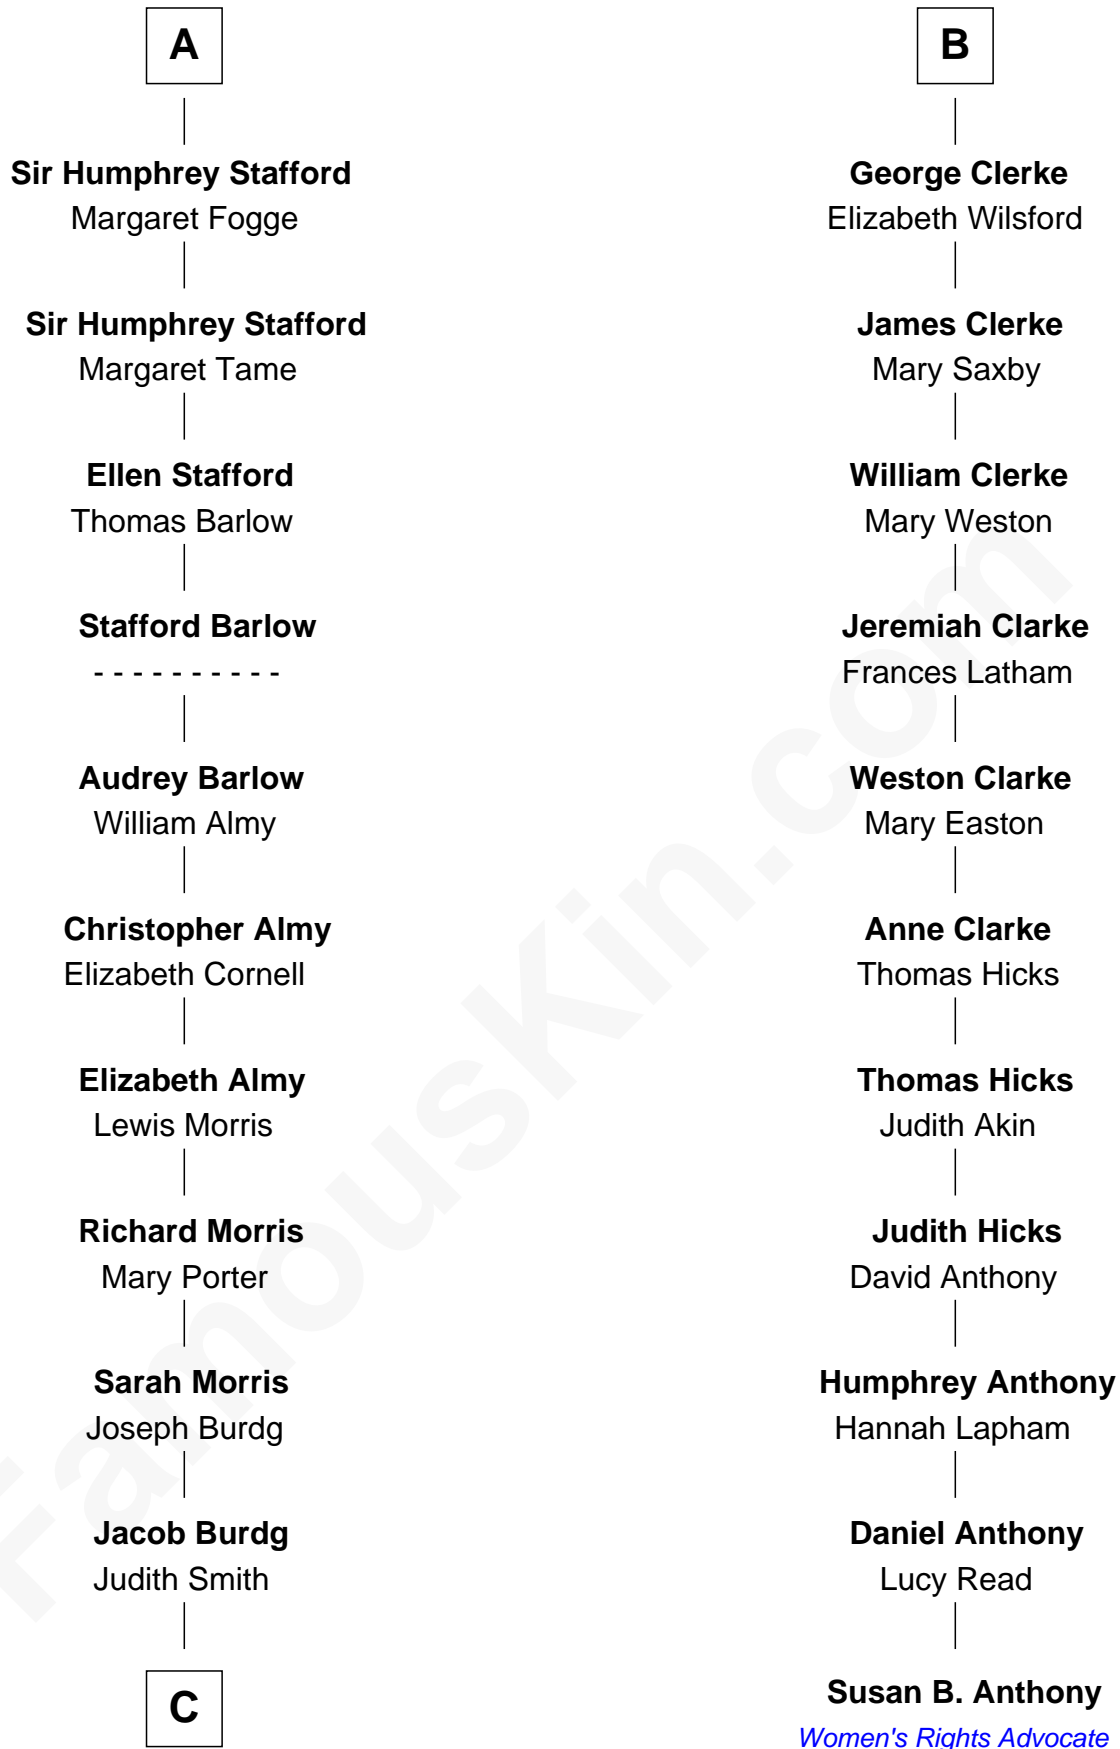 A
Sir Humphrey Stafford
Margaret Fogge
Sir Humphrey Stafford
Margaret Tame
Ellen Stafford
Thomas Barlow
Stafford Barlow
- - - - - - - - - -
Audrey Barlow
William Almy
Christopher Almy
Elizabeth Cornell
Elizabeth Almy
Lewis Morris
Richard Morris
Mary Porter
Sarah Morris
Joseph Burdg
Jacob Burdg
Judith Smith
C
B
George Clerke
Elizabeth Wilsford
James Clerke
Mary Saxby
William Clerke
Mary Weston
Jeremiah Clarke
Frances Latham
Weston Clarke
Mary Easton
Anne Clarke
Thomas Hicks
Thomas Hicks
Judith Akin
Judith Hicks
David Anthony
Humphrey Anthony
Hannah Lapham
Daniel Anthony
Lucy Read
Susan B. Anthony
Women's Rights Advocate
FamousKin.com